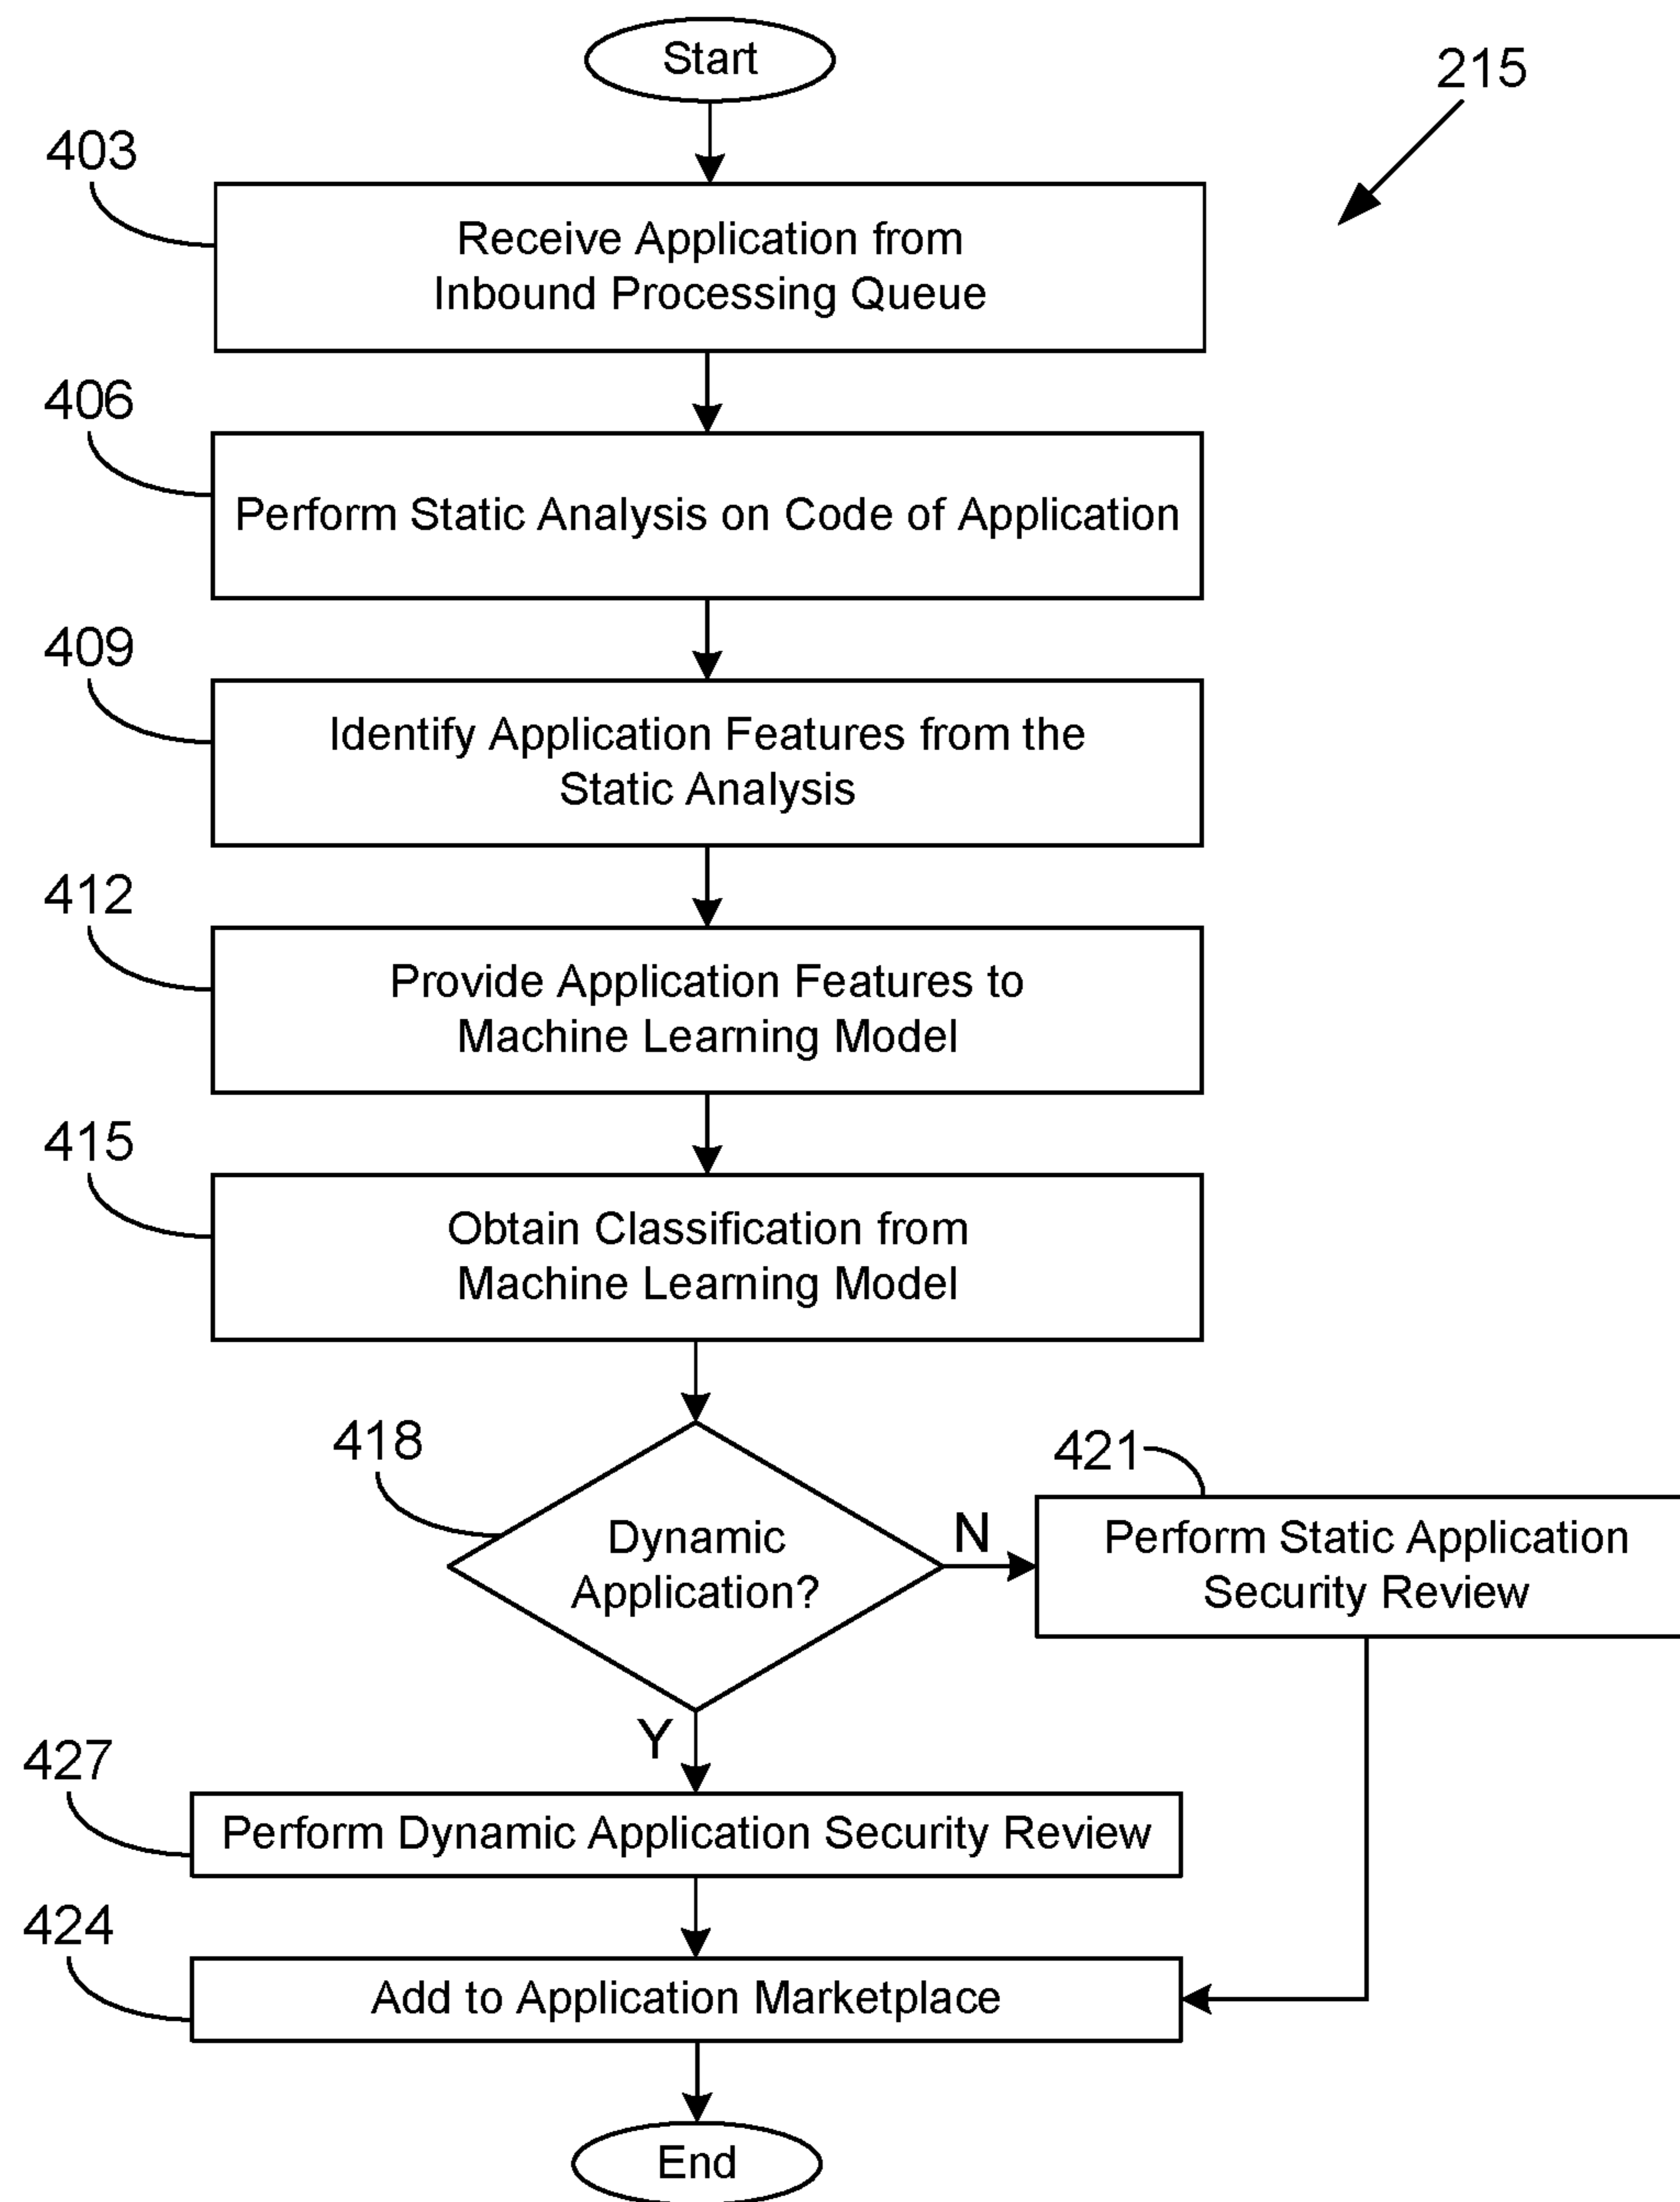 Start
215
403
Receive Application from
Inbound Processing Queue
406
Perform Static Analysis on Code of Application
409
Identify Application Features from the
Static Analysis
412
Provide Application Features to
Machine Learning Model
415
Obtain Classification from
Machine Learning Model
418
Dynamic
Application?
N
421
Perform Static Application
Security Review
Y
427
Perform Dynamic Application Security Review
424
Add to Application Marketplace
End